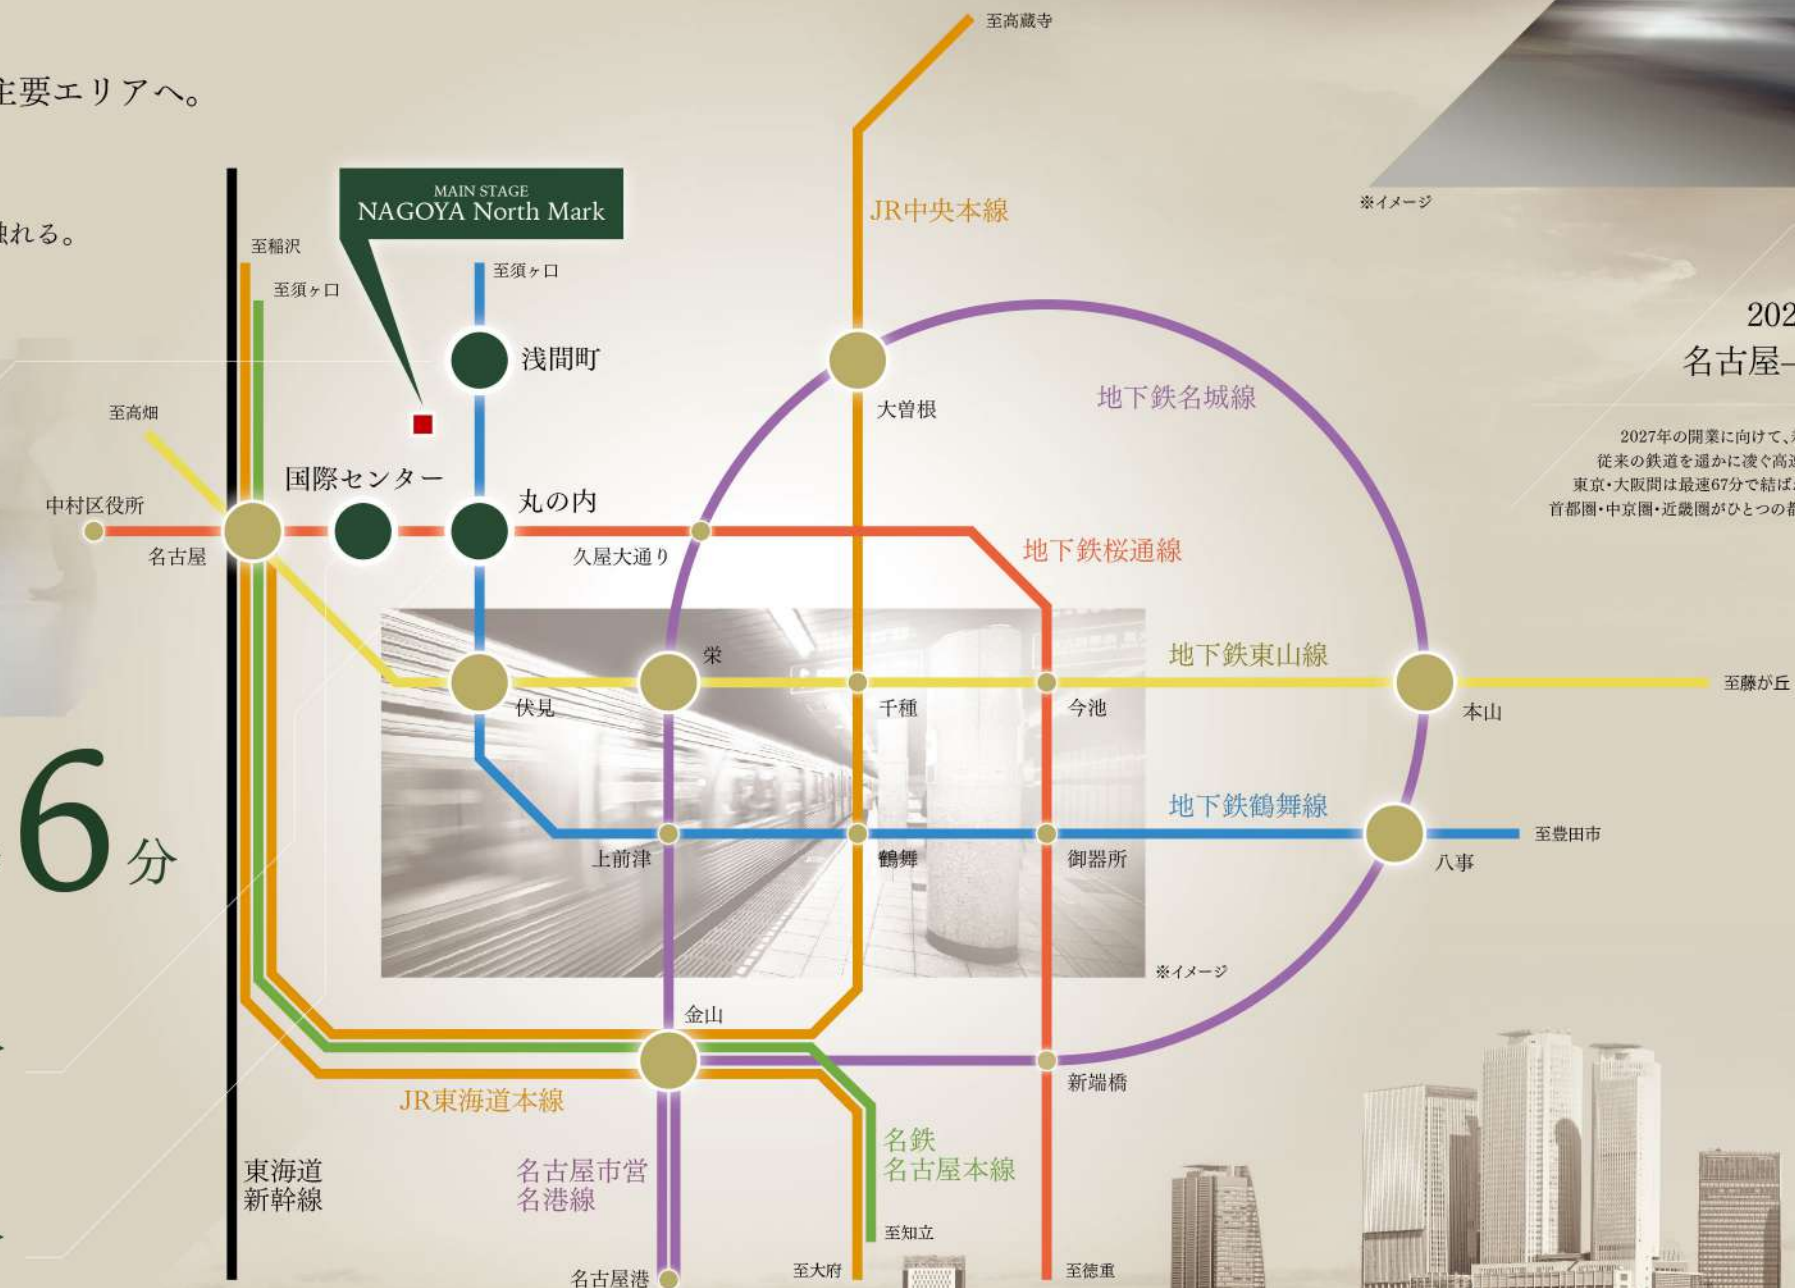 至高蔵寺
主要エリアへ。
触れる。
MAIN STAGE
NAGOYA North Mark
JR中央本線
※イメージ
至稲沢
至須ヶ口
至須ヶ口
浅間町
大曽根
地下鉄名城線
202
名古屋
2027年の開業に向けて、
従来の鉄道を遥かに凌ぐ高速
東京・大阪間は最速67分で結ば
首都圏・中京圏・近畿圏がひとつの都
至高畑
国際センター
中村区役所
丸の内
名古屋
久屋大通り
地下鉄桜通線
栄
地下鉄東山線
伏見
千種
今池
本山
至藤が丘
6分
地下鉄鶴舞線
上前津
鶴舞
御器所
八事
至豊田市
※イメージ
金山
新端橋
JR東海道本線
名鉄
名古屋本線
東海道
新幹線
名古屋市営
名港線
至知立
名古屋港
至大府
至徳重